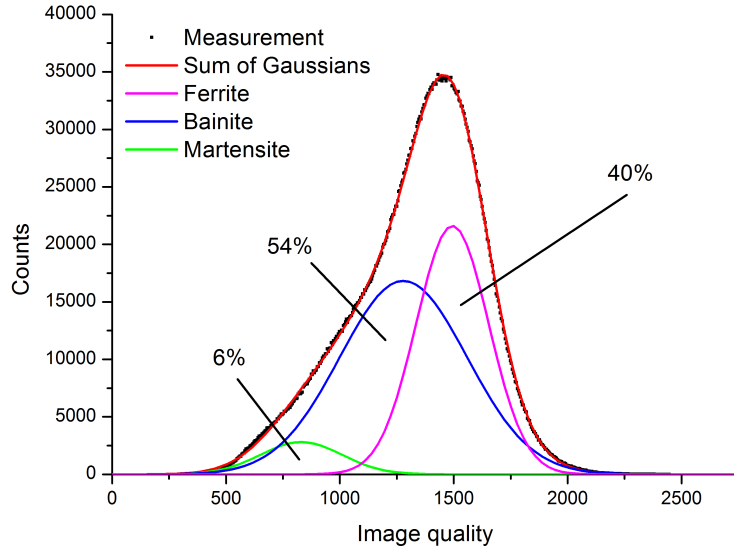 40000
35000
30000
25000
20000
15000
10000
5000
0
Counts
Measurement
Sum of Gaussians
Ferrite
Bainite
Martensite
40%
54%
6%
0 500 1000 1500 2000 2500
Image quality